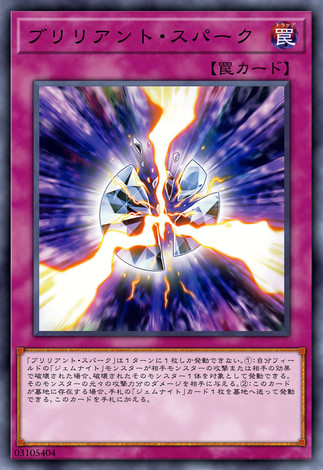 ブリリアント・スパーク
トラップ
罠
【罠カード】
「ブリリアント・スパーク」は1ターンに1枚しか発動できない。①:自分フィー
ルドの「ジェムナイト」モンスターが相手モンスターの攻撃または相手の効果
で破壊された場合、破壊されたそのモンスター1体を対象として発動できる。
そのモンスターの元々の攻撃力分のダメージを相手に与える。②:このカード
が墓地に存在する場合、手札の「ジェムナイト」カード1枚を墓地へ送って発動
できる。このカードを手札に加える。
03105404